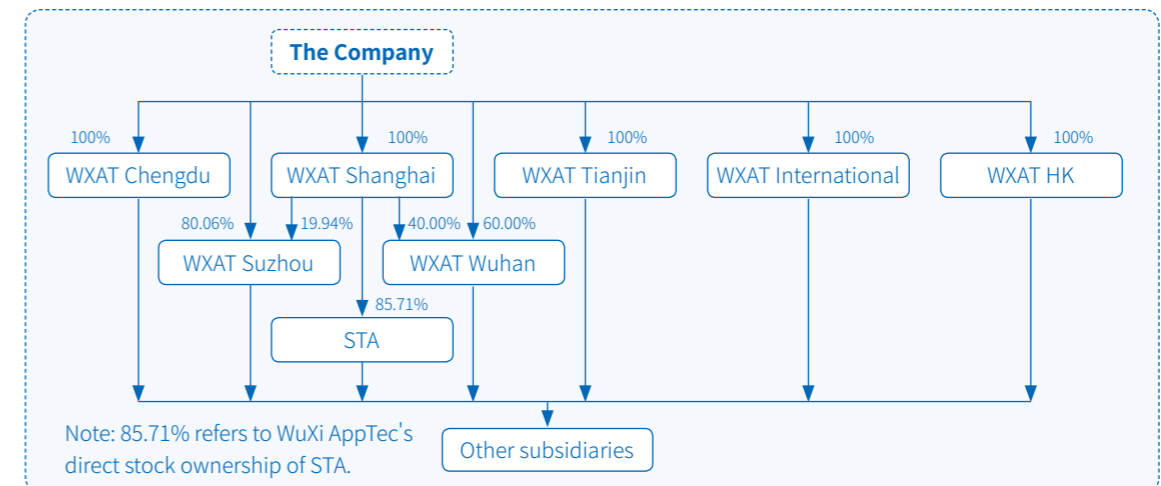 The Company
100%
100%
100%
100%
100%
WXAT Chengdu
WXAT Shanghai
WXAT Tianjin
WXAT International
WXAT HK
80.06%
19.94%
40.00%
60.00%
WXAT Suzhou
WXAT Wuhan
85.71%
STA
Note: 85.71% refers to WuXi AppTec's
direct stock ownership of STA.
Other subsidiaries